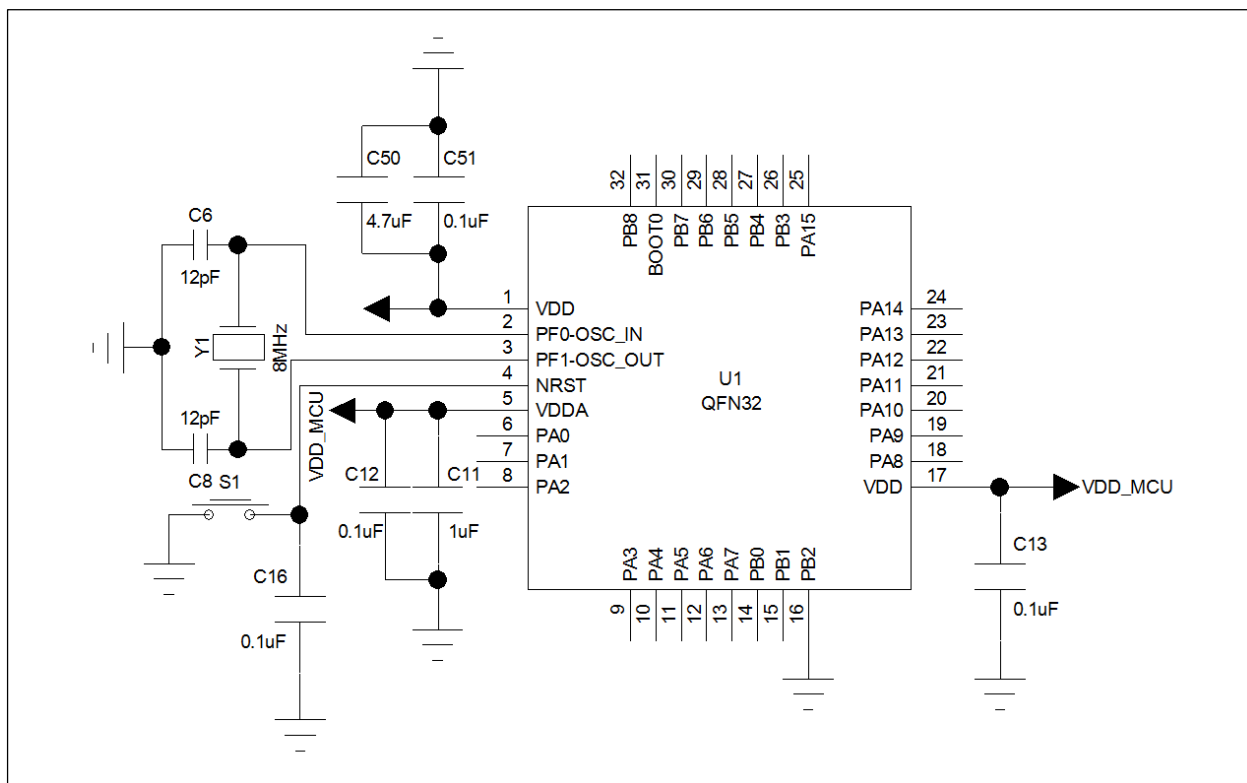 C50
C51
4.7uF
0.1uF
C6
12pF
Y1
8MHz
12pF
C8
S1
VDD_MCU
C16
0.1uF
C12
C11
0.1uF
1uF
32
31
30
29
28
27
26
25
PB8
BOOT0
PB7
PB6
PB5
PB4
PB3
PA15
1
VDD
2
PF0-OSC_IN
3
PF1-OSC_OUT
4
NRST
5
VDDA
6
PA0
7
PA1
8
PA2
U1
QFN32
PA14
24
PA13
23
PA12
22
PA11
21
PA10
20
PA9
19
PA8
18
VDD
17
VDD_MCU
C13
0.1uF
PA3
PA4
PA5
PA6
PA7
PB0
PB1
PB2
9
10
11
12
13
14
15
16